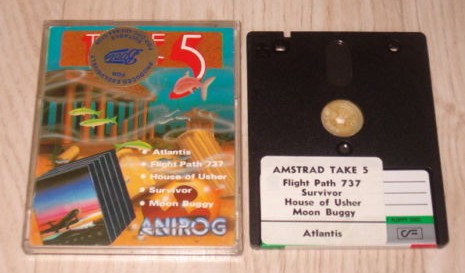 TAKE 5
Atlantis
Flight Path 737
House of Usher
Survivor
Moon Buggy
ANIROG
AMSTRAD TAKE 5
Flight Path 737
Survivor
House of Usher
Moon Buggy
Atlantis